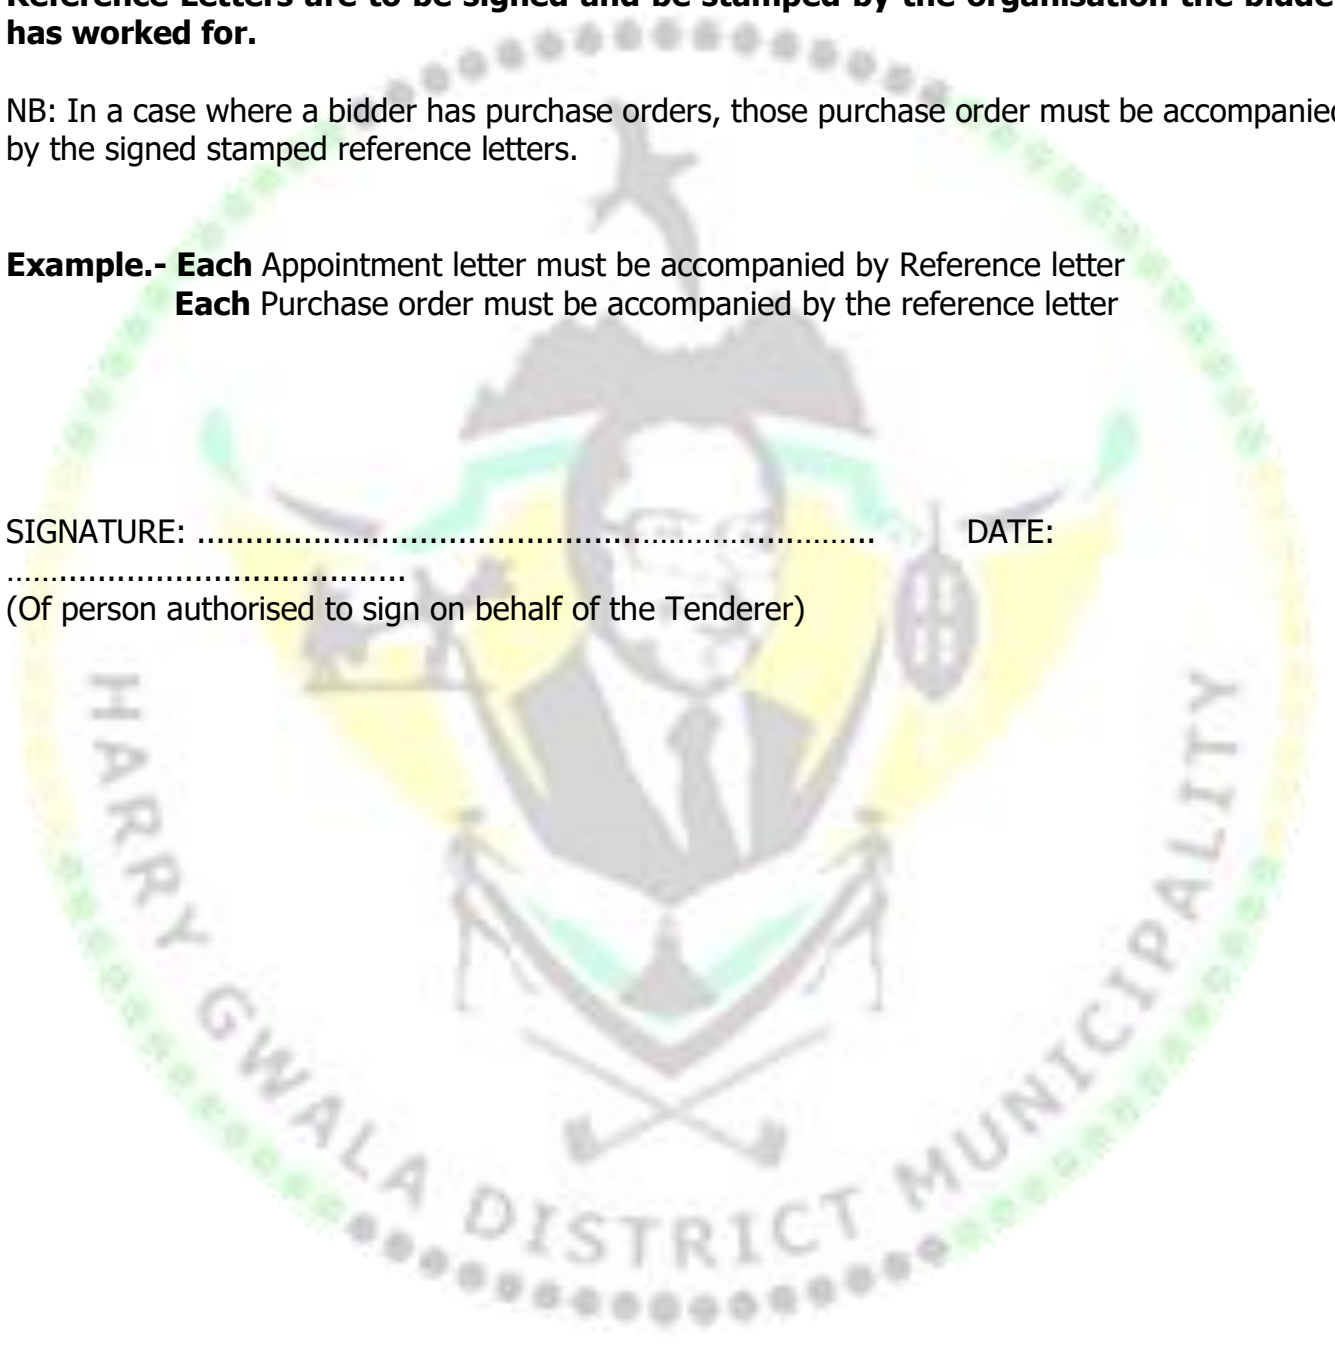 Reference Letters are to be signed and be stamped by the organisation the bidde
has worked for.
NB: In a case where a bidder has purchase orders, those purchase order must be accompanied
by the signed stamped reference letters.
Example.- Each Appointment letter must be accompanied by Reference letter
Each Purchase order must be accompanied by the reference letter
SIGNATURE: ........................................................................ DATE:
..........................................
(Of person authorised to sign on behalf of the Tenderer)
HARRY GWALA DISTRICT MUNICIPALITY